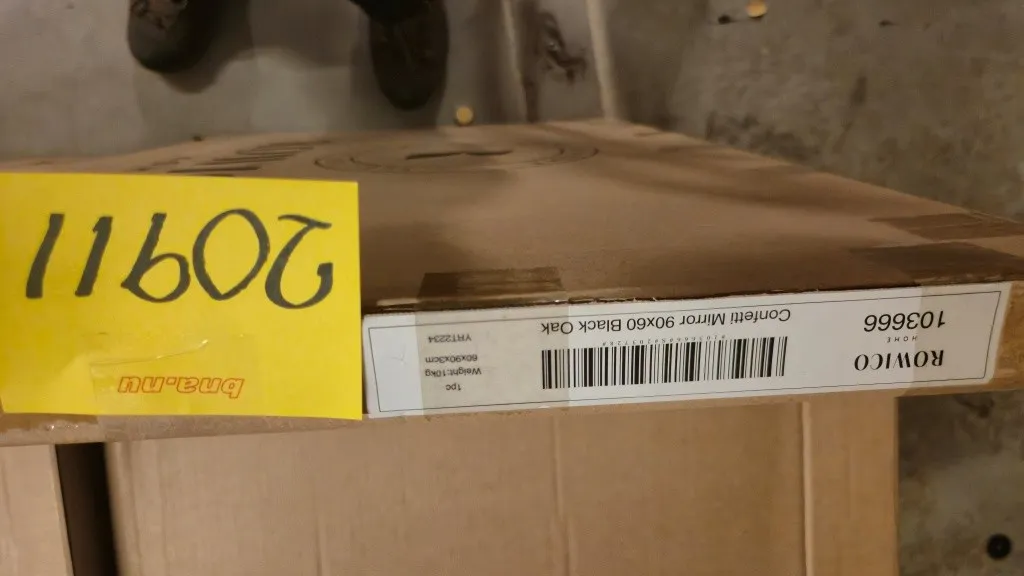 bna.nu
20911
ROWICO
HOME
103666
Confetti Mirror 90x60 Black Oak
1pc
Weight:10kg
60x90x3cm
YRT2234